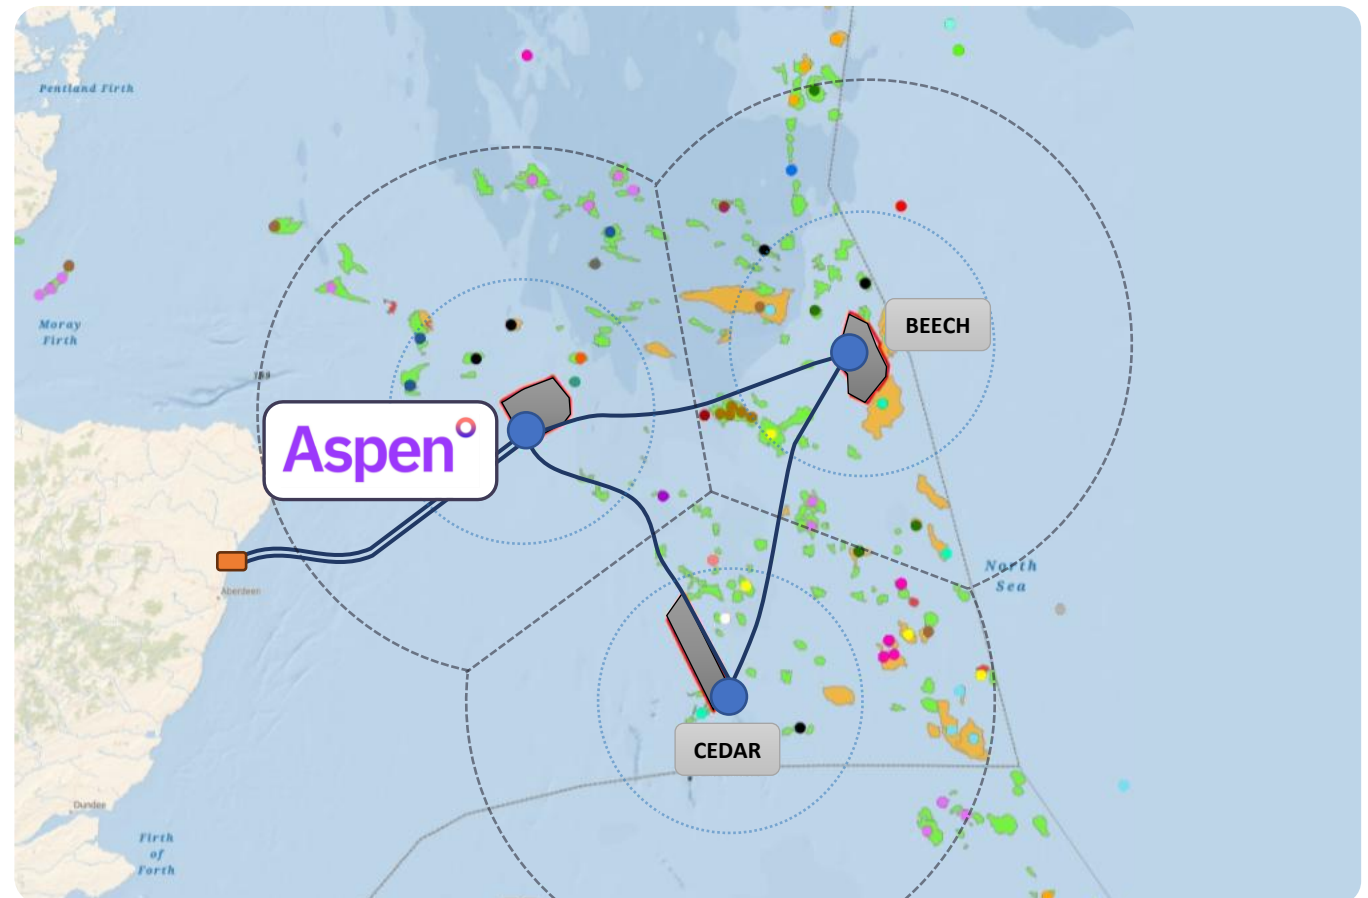 Pentland Firth
Moray
Firth
BEECH
Aspen
North
Sea
Aberdeen
CEDAR
Dundee
Firth
of
Forth